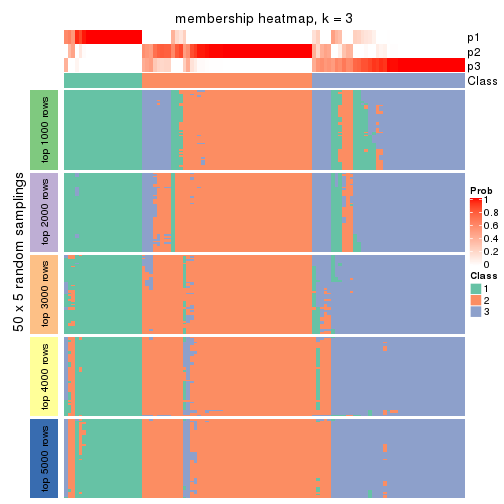 membership heatmap, k = 3
p1
p2
p3
Class
50 x 5 random samplings
top 1000 rows
top 2000 rows
top 3000 rows
top 4000 rows
top 5000 rows
Prob
1
0.8
0.6
0.4
0.2
0
Class
1
2
3